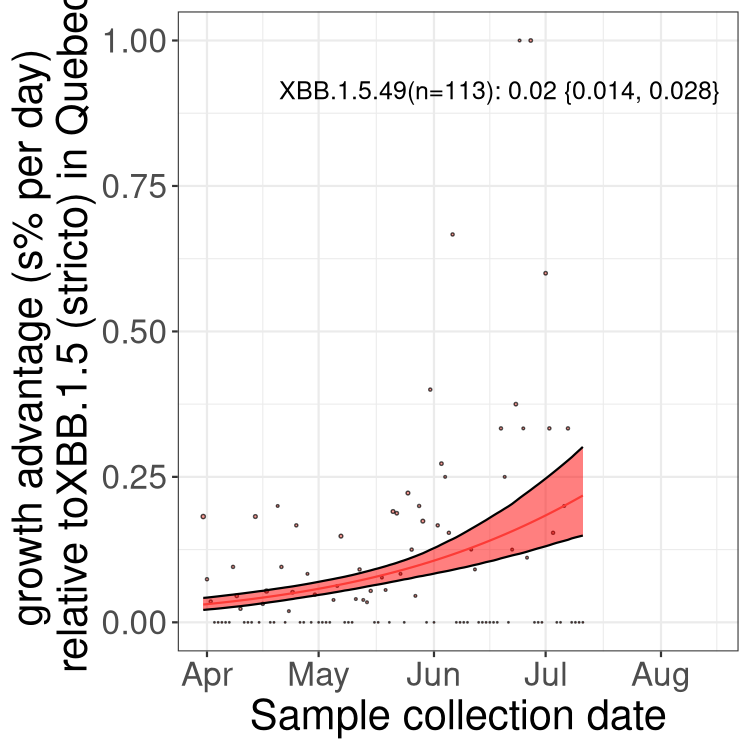 growth advantage (s% per day)
relative toXBB.1.5 (stricto) in Quebec
1.00
0.75
0.50
0.25
0.00
XBB.1.5.49(n=113): 0.02 {0.014, 0.028}
Apr May Jun Jul Aug
Sample collection date